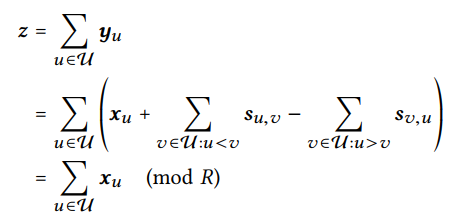 z = ∑_{u∈𝒰} y_u
= ∑_{u∈𝒰} (x_u + ∑_{v∈𝒰:u<v} s_{u,v} − ∑_{v∈𝒰:u>v} s_{v,u})
= ∑_{u∈𝒰} x_u (mod R)